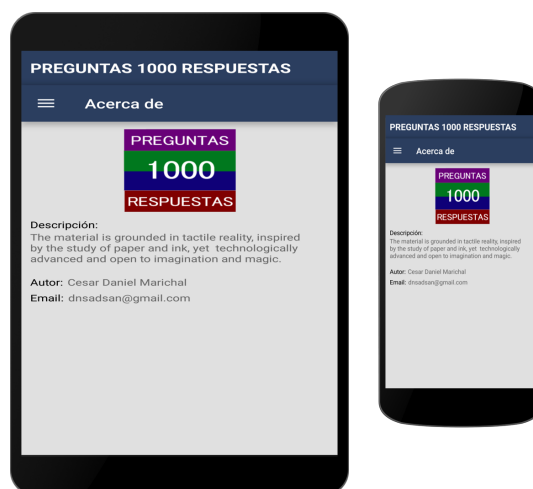 PREGUNTAS 1000 RESPUESTAS
Acerca de
PREGUNTAS
1000
RESPUESTAS
Descripción:
The material is grounded in tactile reality, inspired
by the study of paper and ink, yet technologically
advanced and open to imagination and magic.
Autor: Cesar Daniel Marichal
Email: dnsadsan@gmail.com
PREGUNTAS 1000 RESPUESTAS
Acerca de
PREGUNTAS
1000
RESPUESTAS
Descripción:
The material is grounded in tactile reality, inspired
by the study of paper and ink, yet technologically
advanced and open to imagination and magic.
Autor: Cesar Daniel Marichal
Email: dnsadsan@gmail.com